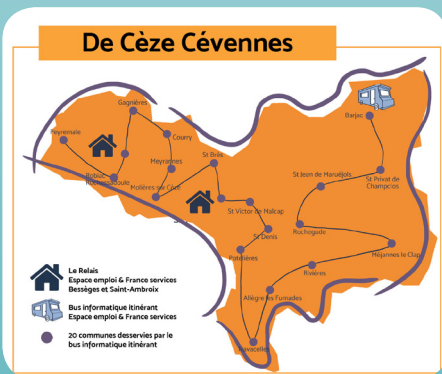 De Cèze Cévennes
Gagnières
Barjac
Peyremale
Courry
St Brès
Meyrannes
Robiac
Rochessadoule
Molières sur Cèze
St Jean de Maruéjols
St Privat de
Champclos
St Victor de Malcap
St Denis
Rochegude
Potelières
Méjannes le Clap
Rivières
Allègre les Fumades
Navacelles
Le Relais
Espace emploi & France services
Bessèges et Saint-Ambroix
Bus informatique itinérant
Espace emploi & France services
20 communes desservies par le
bus informatique itinérant